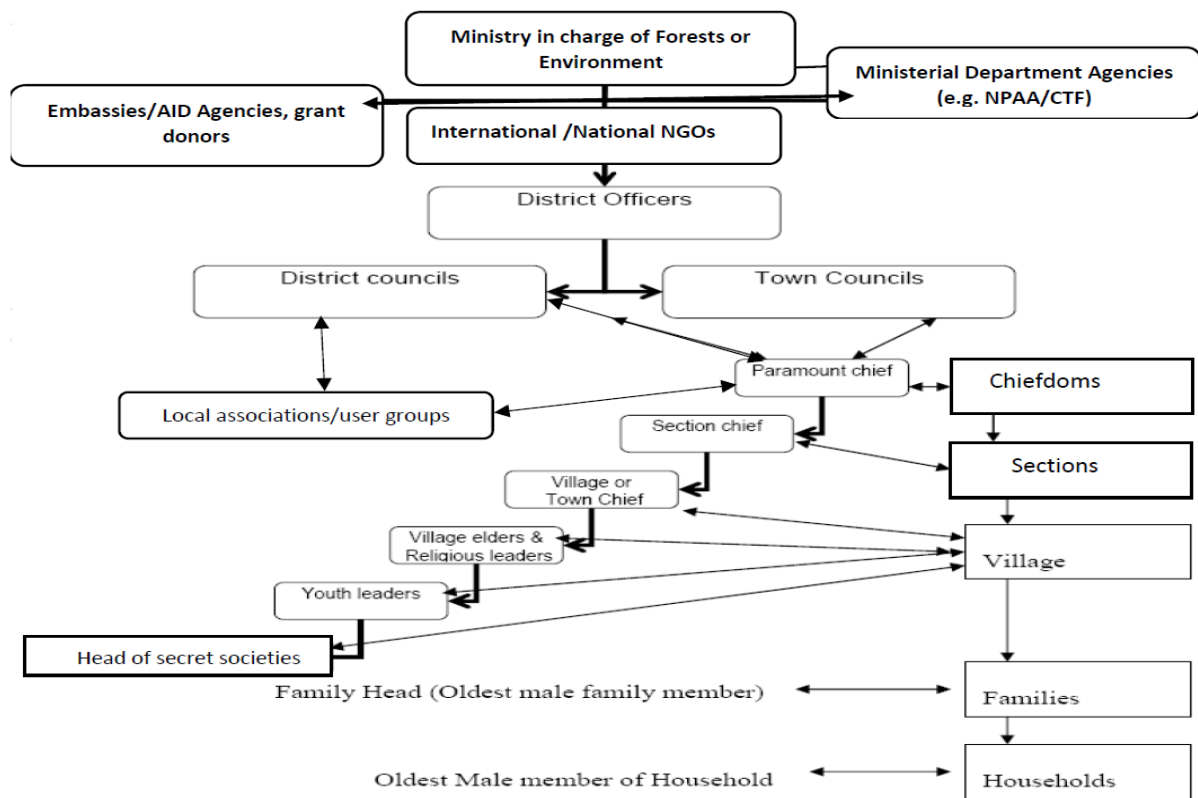 Ministry in charge of Forests or
Environment
Ministerial Department Agencies
(e.g. NPAA/CTF)
Embassies/AID Agencies, grant
donors
International /National NGOs
District Officers
District councils
Town Councils
Paramount chief
Chiefdoms
Local associations/user groups
Section chief
Sections
Village or
Town Chief
Village elders &
Religious leaders
Village
Youth leaders
Head of secret societies
Family Head (Oldest male family member)
Families
Oldest Male member of Household
Households